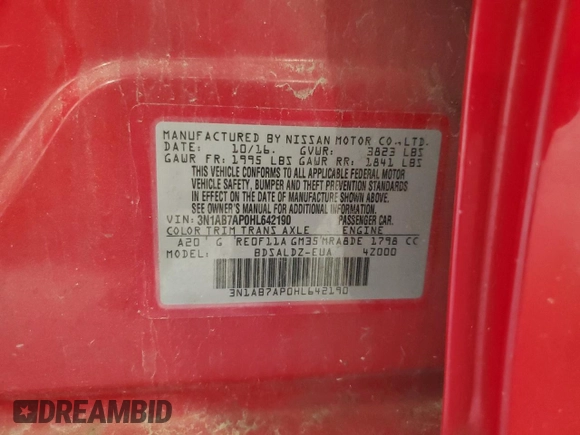 MANUFACTURED BY NISSAN MOTOR CO.,LTD.
DATE: 10/16. GVWR: 3823 LBS
GAWR FR: 1995 LBS GAWR RR: 1841 LBS
THIS VEHICLE CONFORMS TO ALL APPLICABLE FEDERAL MOTOR
VEHICLE SAFETY, BUMPER AND THEFT PREVENTION STANDARDS
IN EFFECT ON THE DATE OF MANUFACTURE SHOWN ABOVE.
SEE OWNER'S MANUAL FOR ADDITIONAL INFORMATION.
VIN: 3N1AB7AP0HL642190 PASSENGER CAR.
COLOR TRIM TRANS AXLE ENGINE
A20 G RE0F11A GM35 MRA8DE 1798 CC
MODEL: BDSALDZ-EUA 4Z000
3N1AB7AP0HL642190
DREAMBID